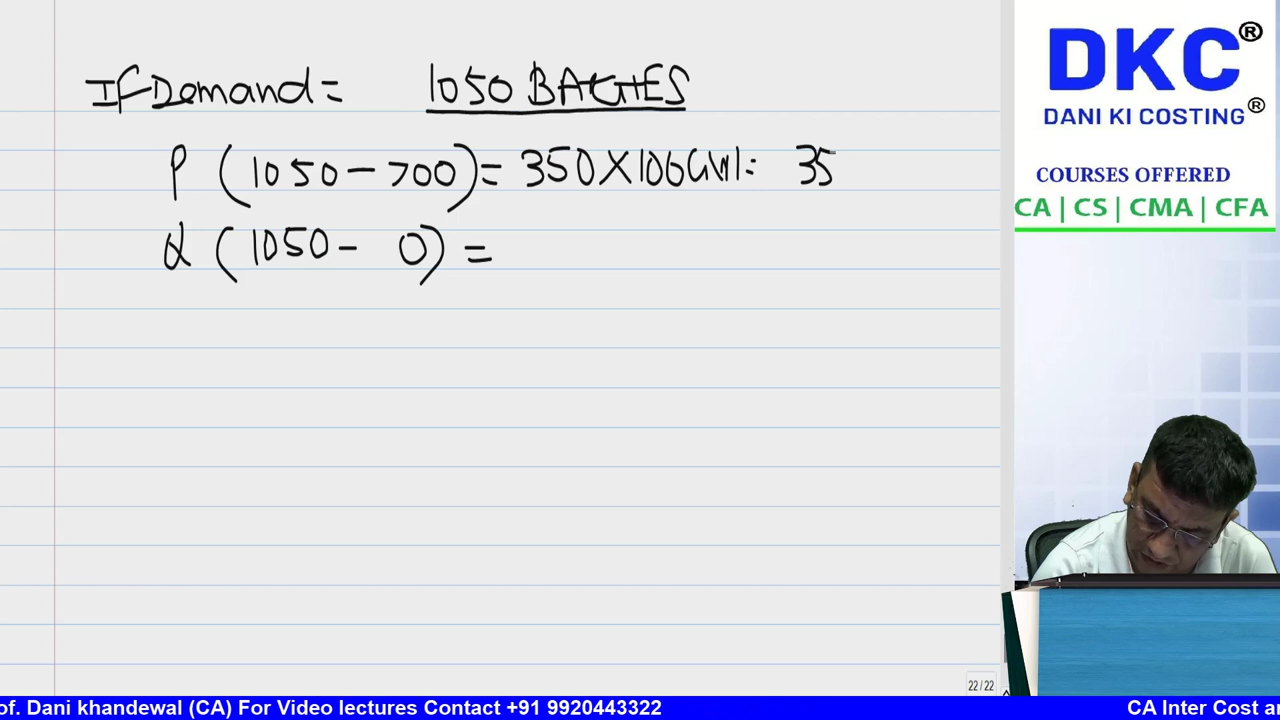 If Demand = 1050 BATCHES
P (1050 - 700) = 350 X 100 Unit: 35
α (1050 - 0) =
22 / 22
DKC®
DANI KI COSTING®
COURSES OFFERED
CA | CS | CMA | CFA
of. Dani khandewal (CA) For Video lectures Contact +91 9920443322
CA Inter Cost a